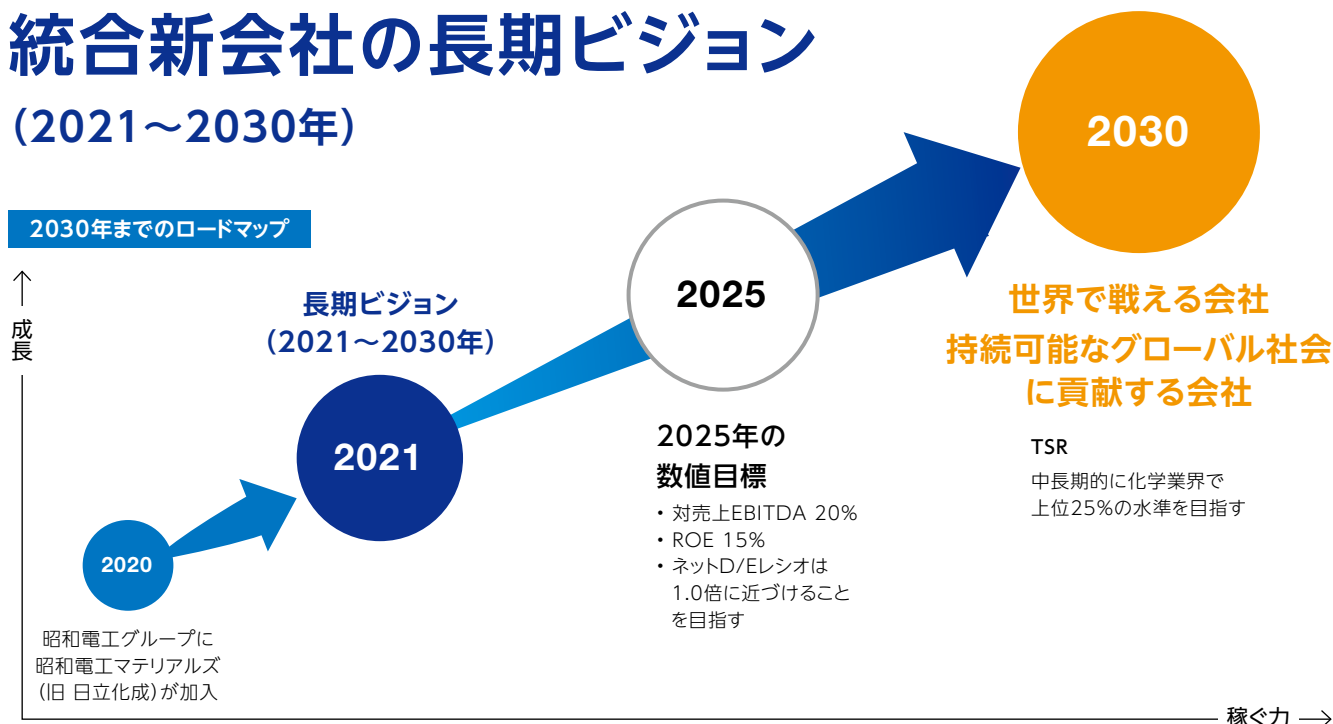 統合新会社の長期ビジョン
(2021〜2030年)
2030年までのロードマップ
↑
成長
長期ビジョン
(2021〜2030年)
2020
昭和電工グループに
昭和電工マテリアルズ
(旧 日立化成)が加入
2021
2025
2025年の
数値目標
• 対売上EBITDA 20%
• ROE 15%
• ネットD/Eレシオは
1.0倍に近づけること
を目指す
2030
世界で戦える会社
持続可能なグローバル社会
に貢献する会社
TSR
中長期的に化学業界で
上位25%の水準を目指す
稼ぐ力 →